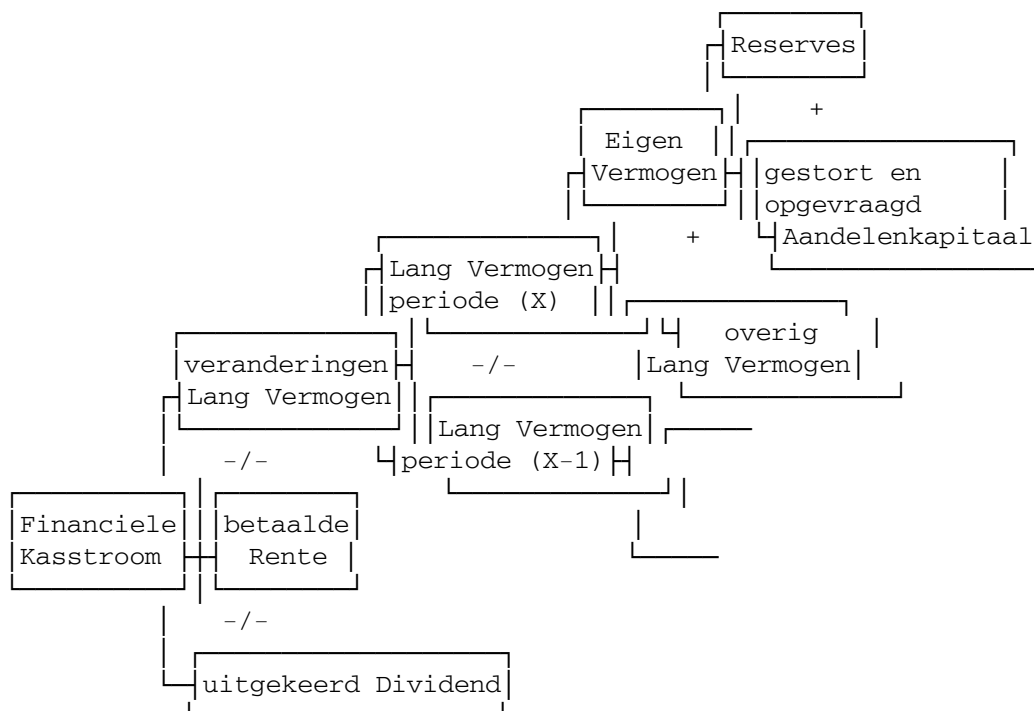 Reserves
+
Eigen
Vermogen
gestort en
opgevraagd
Aandelenkapitaal
+
Lang Vermogen
periode (X)
overig
Lang Vermogen
veranderingen
Lang Vermogen
-/-
Lang Vermogen
periode (X-1)
-/-
Financiele
Kasstroom
betaalde
Rente
-/-
uitgekeerd Dividend